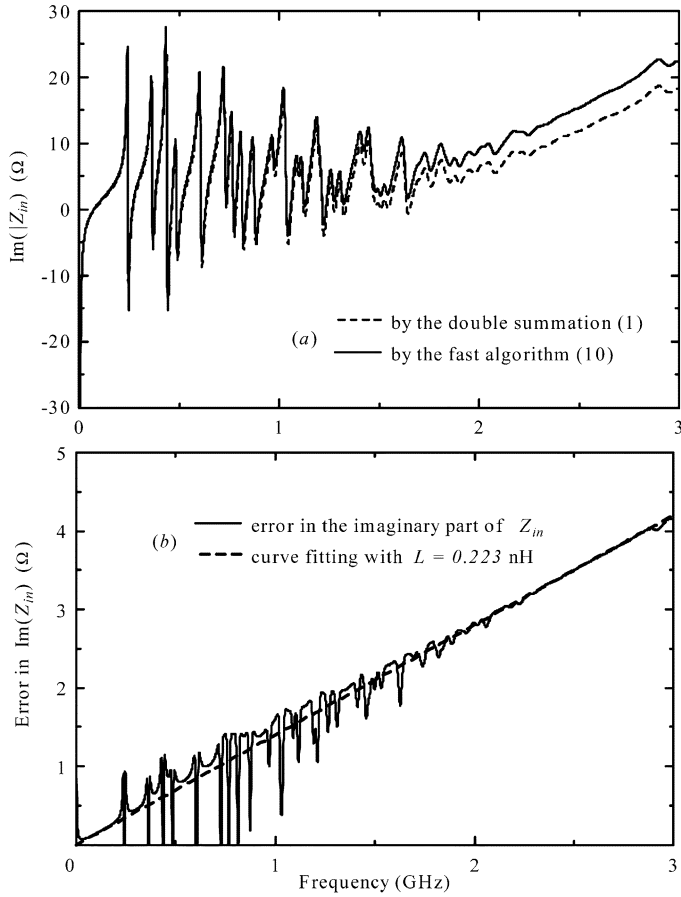 30
20
10
0
-10
-20
-30
Im(|Z_in) (Ω)
(a)
by the double summation (1)
by the fast algorithm (10)
0 1 2 3
5
4
3
2
1
Error in Im(Z_in) (Ω)
(b)
error in the imaginary part of Z_in
curve fitting with L = 0.223 nH
0 1 2 3
Frequency (GHz)